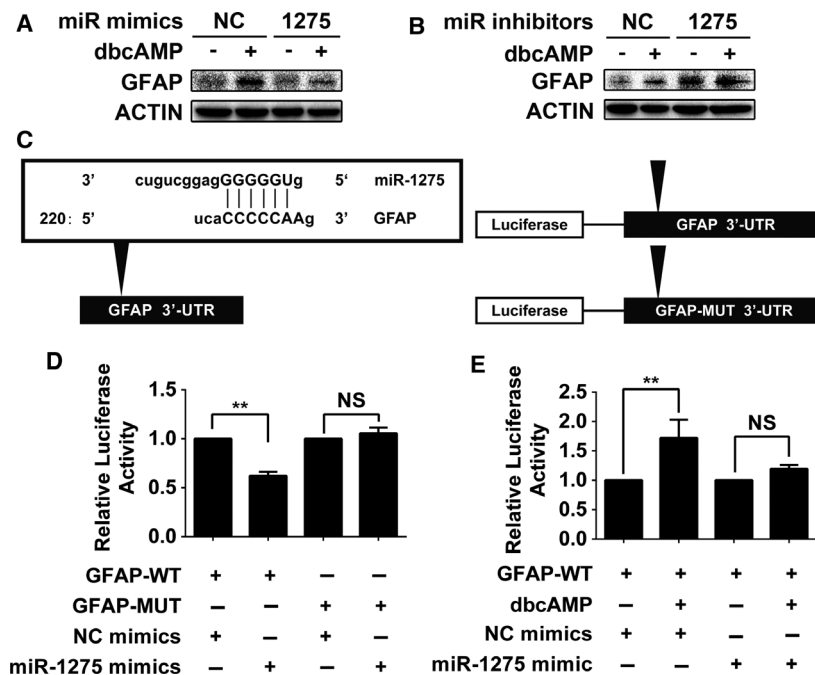 A
miR mimics NC 1275
dbcAMP - + - +
GFAP
ACTIN
B
miR inhibitors NC 1275
dbcAMP - + - +
GFAP
ACTIN
C
3’ cugucggagGGGGGUg 5‘ miR-1275
220: 5’ ucaCCCCCAAg 3’ GFAP
GFAP 3’-UTR
Luciferase GFAP 3’-UTR
Luciferase GFAP-MUT 3’-UTR
D
Relative Luciferase
Activity
1.5
1.0
0.5
0.0
**
NS
GFAP-WT + + – –
GFAP-MUT – – + +
NC mimics + – + –
miR-1275 mimics – + – +
E
Relative Luciferase
Activity
2.5
2.0
1.5
1.0
0.5
0.0
**
NS
GFAP-WT + + + +
dbcAMP – + – +
NC mimics + + – –
miR-1275 mimic – – + +